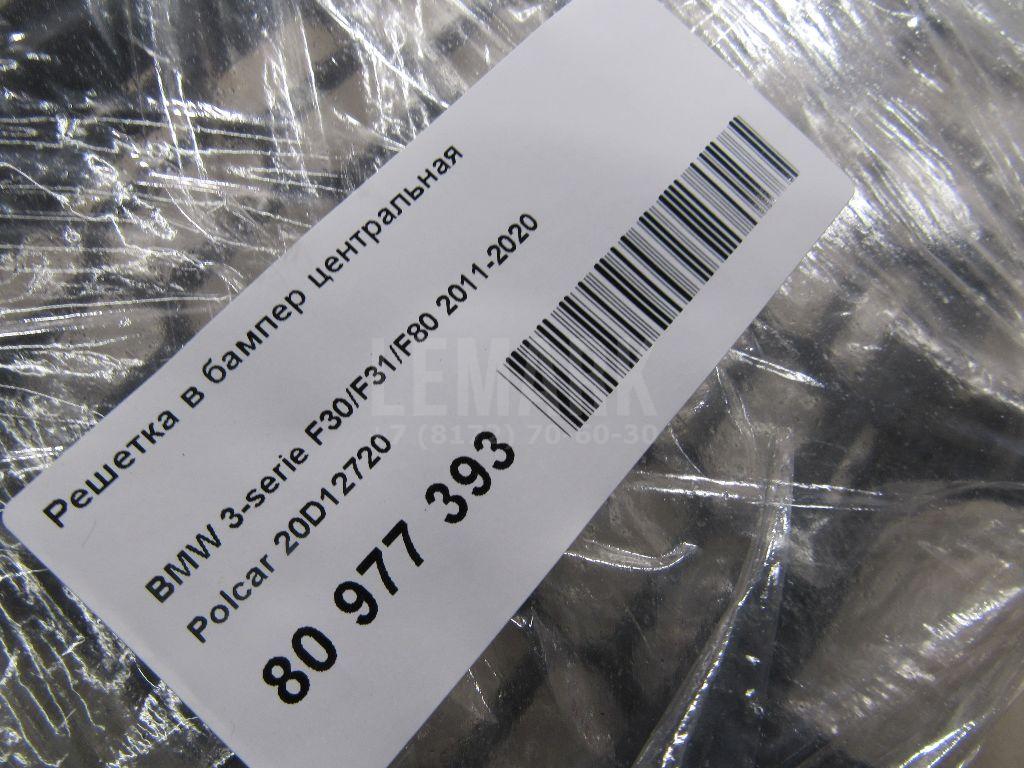 Решетка в бампер центральная
BMW 3-serie F30/F31/F80 2011-2020
Polcar 20D12720
80 977 393